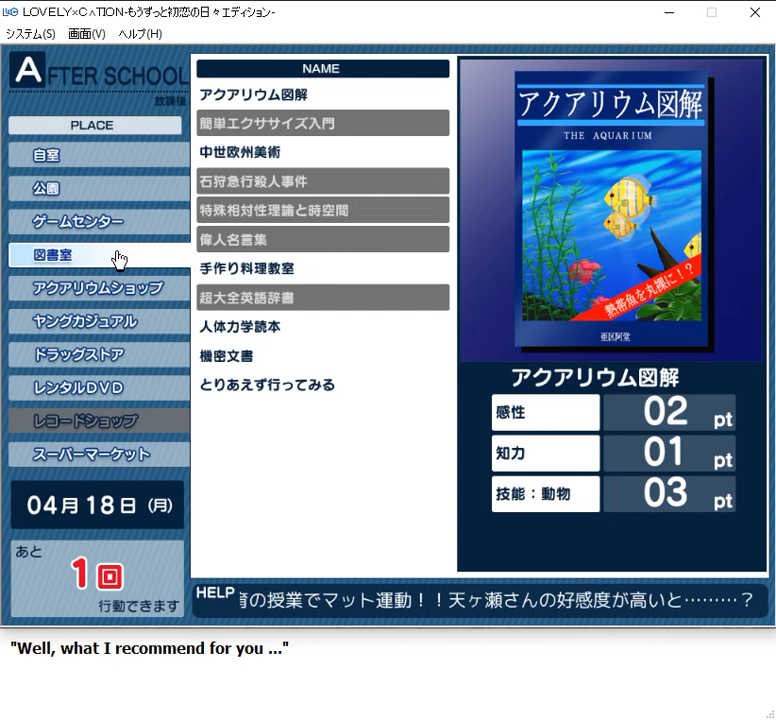 LOVELY×C∧TION-もうずっと初恋の日々エディション-
システム(S) 画面(V) ヘルプ(H)
AFTER SCHOOL
放課後
PLACE
自室
公園
ゲームセンター
図書室
アクアリウムショップ
ヤングカジュアル
ドラッグストア
レンタルDVD
レコードショップ
スーパーマーケット
04月18日(月)
あと
1回
行動できます
NAME
アクアリウム図解
簡単エクササイズ入門
中世欧州美術
石狩急行殺人事件
特殊相対性理論と時空間
偉人名言集
手作り料理教室
超大全英語辞書
人体力学読本
機密文書
とりあえず行ってみる
アクアリウム図解
THE AQUARIUM
熱帯魚を丸裸に!?
亜区阿堂
アクアリウム図解
感性 02 pt
知力 01 pt
技能:動物 03 pt
HELP 育の授業でマット運動!!天ヶ瀬さんの好感度が高いと………?
"Well, what I recommend for you ..."